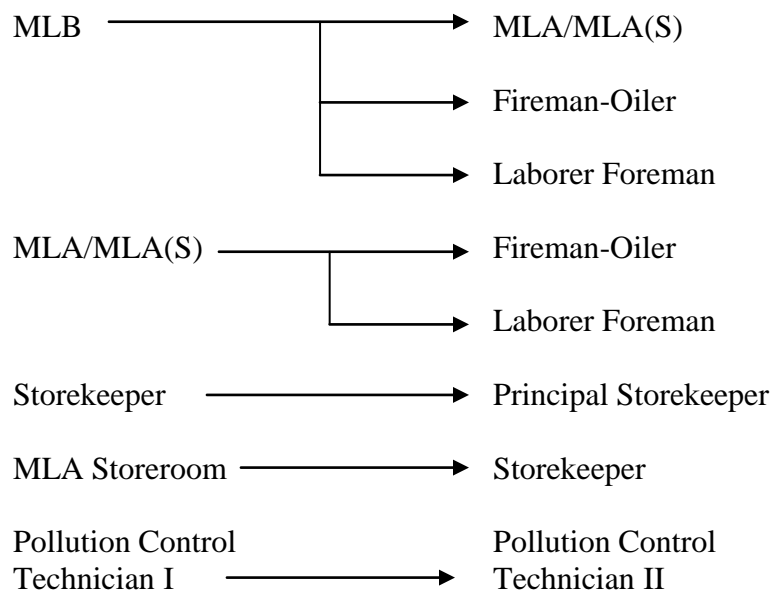 MLB MLA/MLA(S)
Fireman-Oiler
Laborer Foreman
MLA/MLA(S) Fireman-Oiler
Laborer Foreman
Storekeeper Principal Storekeeper
MLA Storeroom Storekeeper
Pollution Control Pollution Control
Technician I Technician II